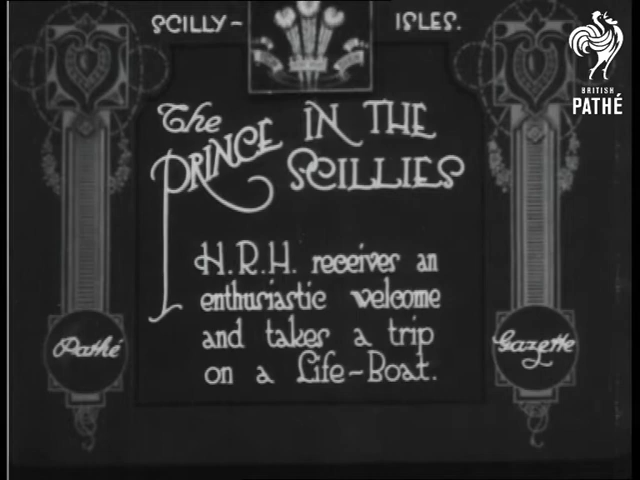 SCILLY- ISLES.
BRITISH
PATHÉ
The PRINCE IN THE
SCILLIES
H.R.H. receives an
enthusiastic welcome
and takes a trip
on a Life-Boat.
Pathé
Gazette